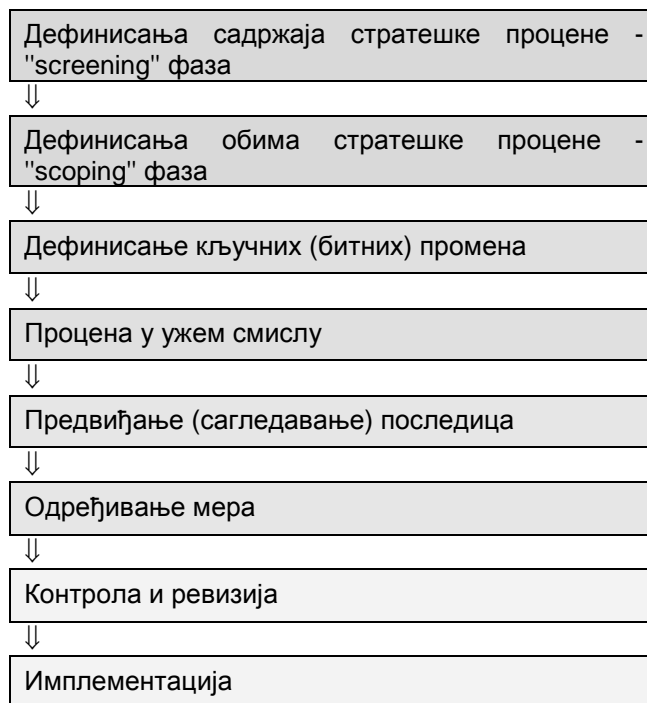 Дефинисања садржаја стратешке процене -
"screening" фаза
⇓
Дефинисања обима стратешке процене -
"scoping" фаза
⇓
Дефинисање кључних (битних) промена
⇓
Процена у ужем смислу
⇓
Предвиђање (сагледавање) последица
⇓
Одређивање мера
⇓
Контрола и ревизија
⇓
Имплементација